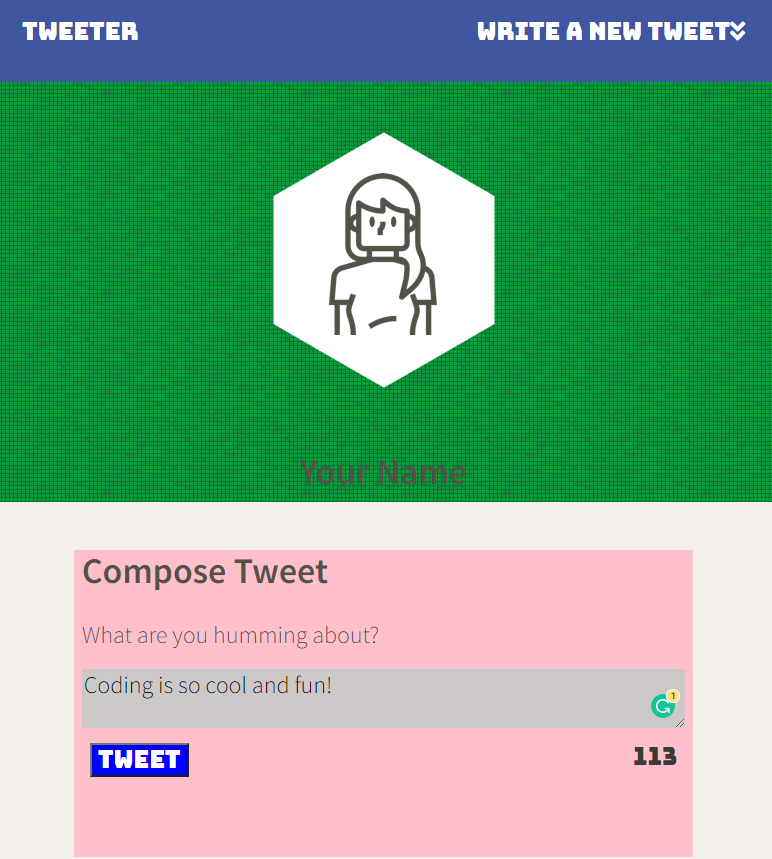 TWEETER
WRITE A NEW TWEET
Your Name
Compose Tweet
What are you humming about?
Coding is so cool and fun!
1
TWEET
113